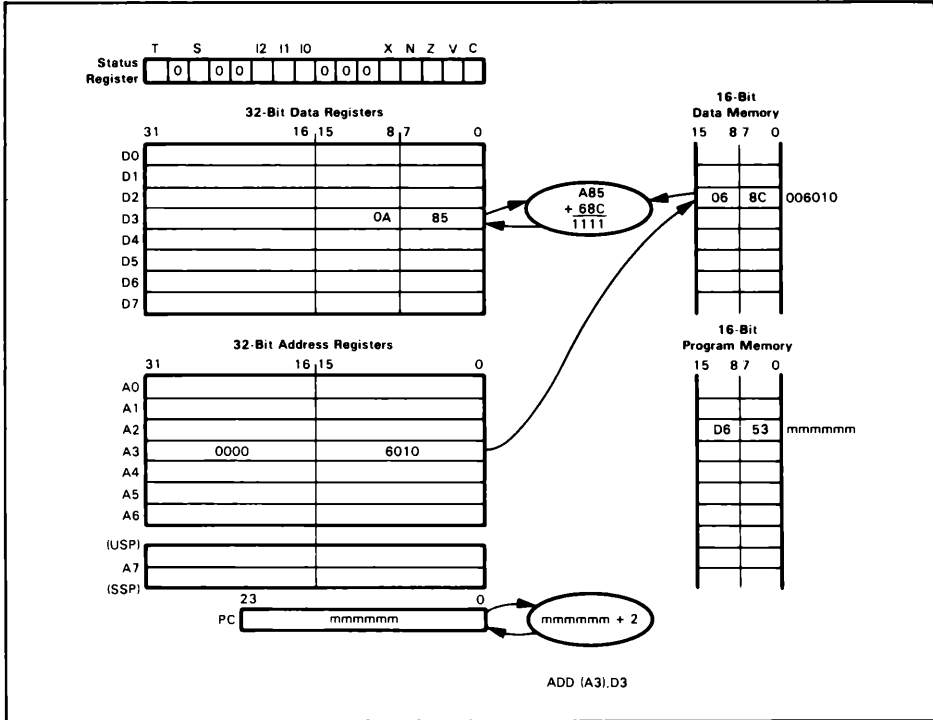 T S I2 I1 I0 X N Z V C
Status Register 0 0 0 0 0 0
32-Bit Data Registers
31 16 15 8 7 0
D0
D1
D2
D3 0A 85
D4
D5
D6
D7
A85
+ 68C
1111
16-Bit
Data Memory
15 8 7 0
06 8C 006010
32-Bit Address Registers
31 16 15 0
A0
A1
A2
A3 0000 6010
A4
A5
A6
(USP)
A7
(SSP)
16-Bit
Program Memory
15 8 7 0
D6 53 mmmmmm
23 0
PC mmmmmm
mmmmmm + 2
ADD (A3),D3